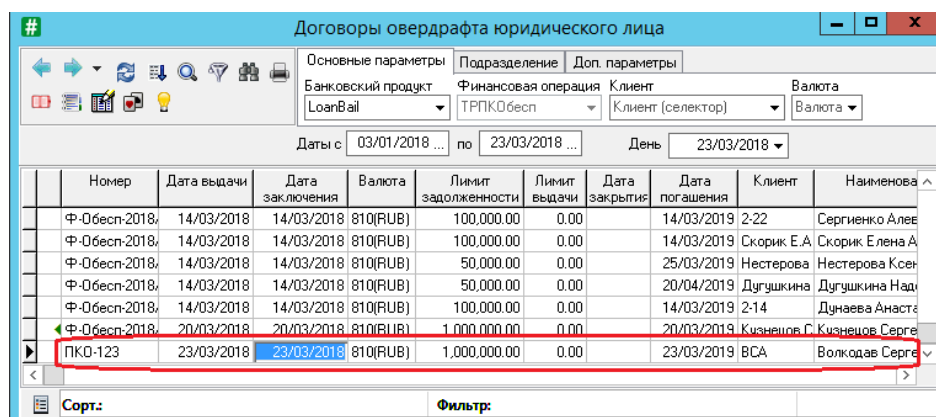 Договоры овердрафта юридического лица
Основные параметры Подразделение Доп. параметры
Банковский продукт Финансовая операция Клиент Валюта
LoanBail ТРПКОбесп Клиент (селектор) Валюта
Даты с 03/01/2018 ... по 23/03/2018 ... День 23/03/2018
Номер Дата выдачи Дата заключения Валюта Лимит задолженности Лимит выдачи Дата закрытия Дата погашения Клиент Наименова
Ф-Обесп-2018/ 14/03/2018 14/03/2018 810(RUB) 100,000.00 0.00 14/03/2019 2-22 Сергиенко Алев
Ф-Обесп-2018/ 14/03/2018 14/03/2018 810(RUB) 100,000.00 0.00 14/03/2019 Скорик Е.А Скорик Елена А
Ф-Обесп-2018/ 14/03/2018 14/03/2018 810(RUB) 50,000.00 0.00 25/03/2019 Нестерова Нестерова Ксен
Ф-Обесп-2018/ 14/03/2018 14/03/2018 810(RUB) 50,000.00 0.00 20/04/2019 Дугушкина Дугушкина Над
Ф-Обесп-2018/ 14/03/2018 14/03/2018 810(RUB) 100,000.00 0.00 14/03/2019 2-14 Дунаева Анаста
Ф-Обесп-2018/ 20/03/2018 20/03/2018 810(RUB) 1,000,000.00 0.00 20/03/2019 Кузнецов С Кузнецов Серге
ПКО-123 23/03/2018 23/03/2018 810(RUB) 1,000,000.00 0.00 23/03/2019 ВСА Волкодав Серге
Сорт.: Фильтр: